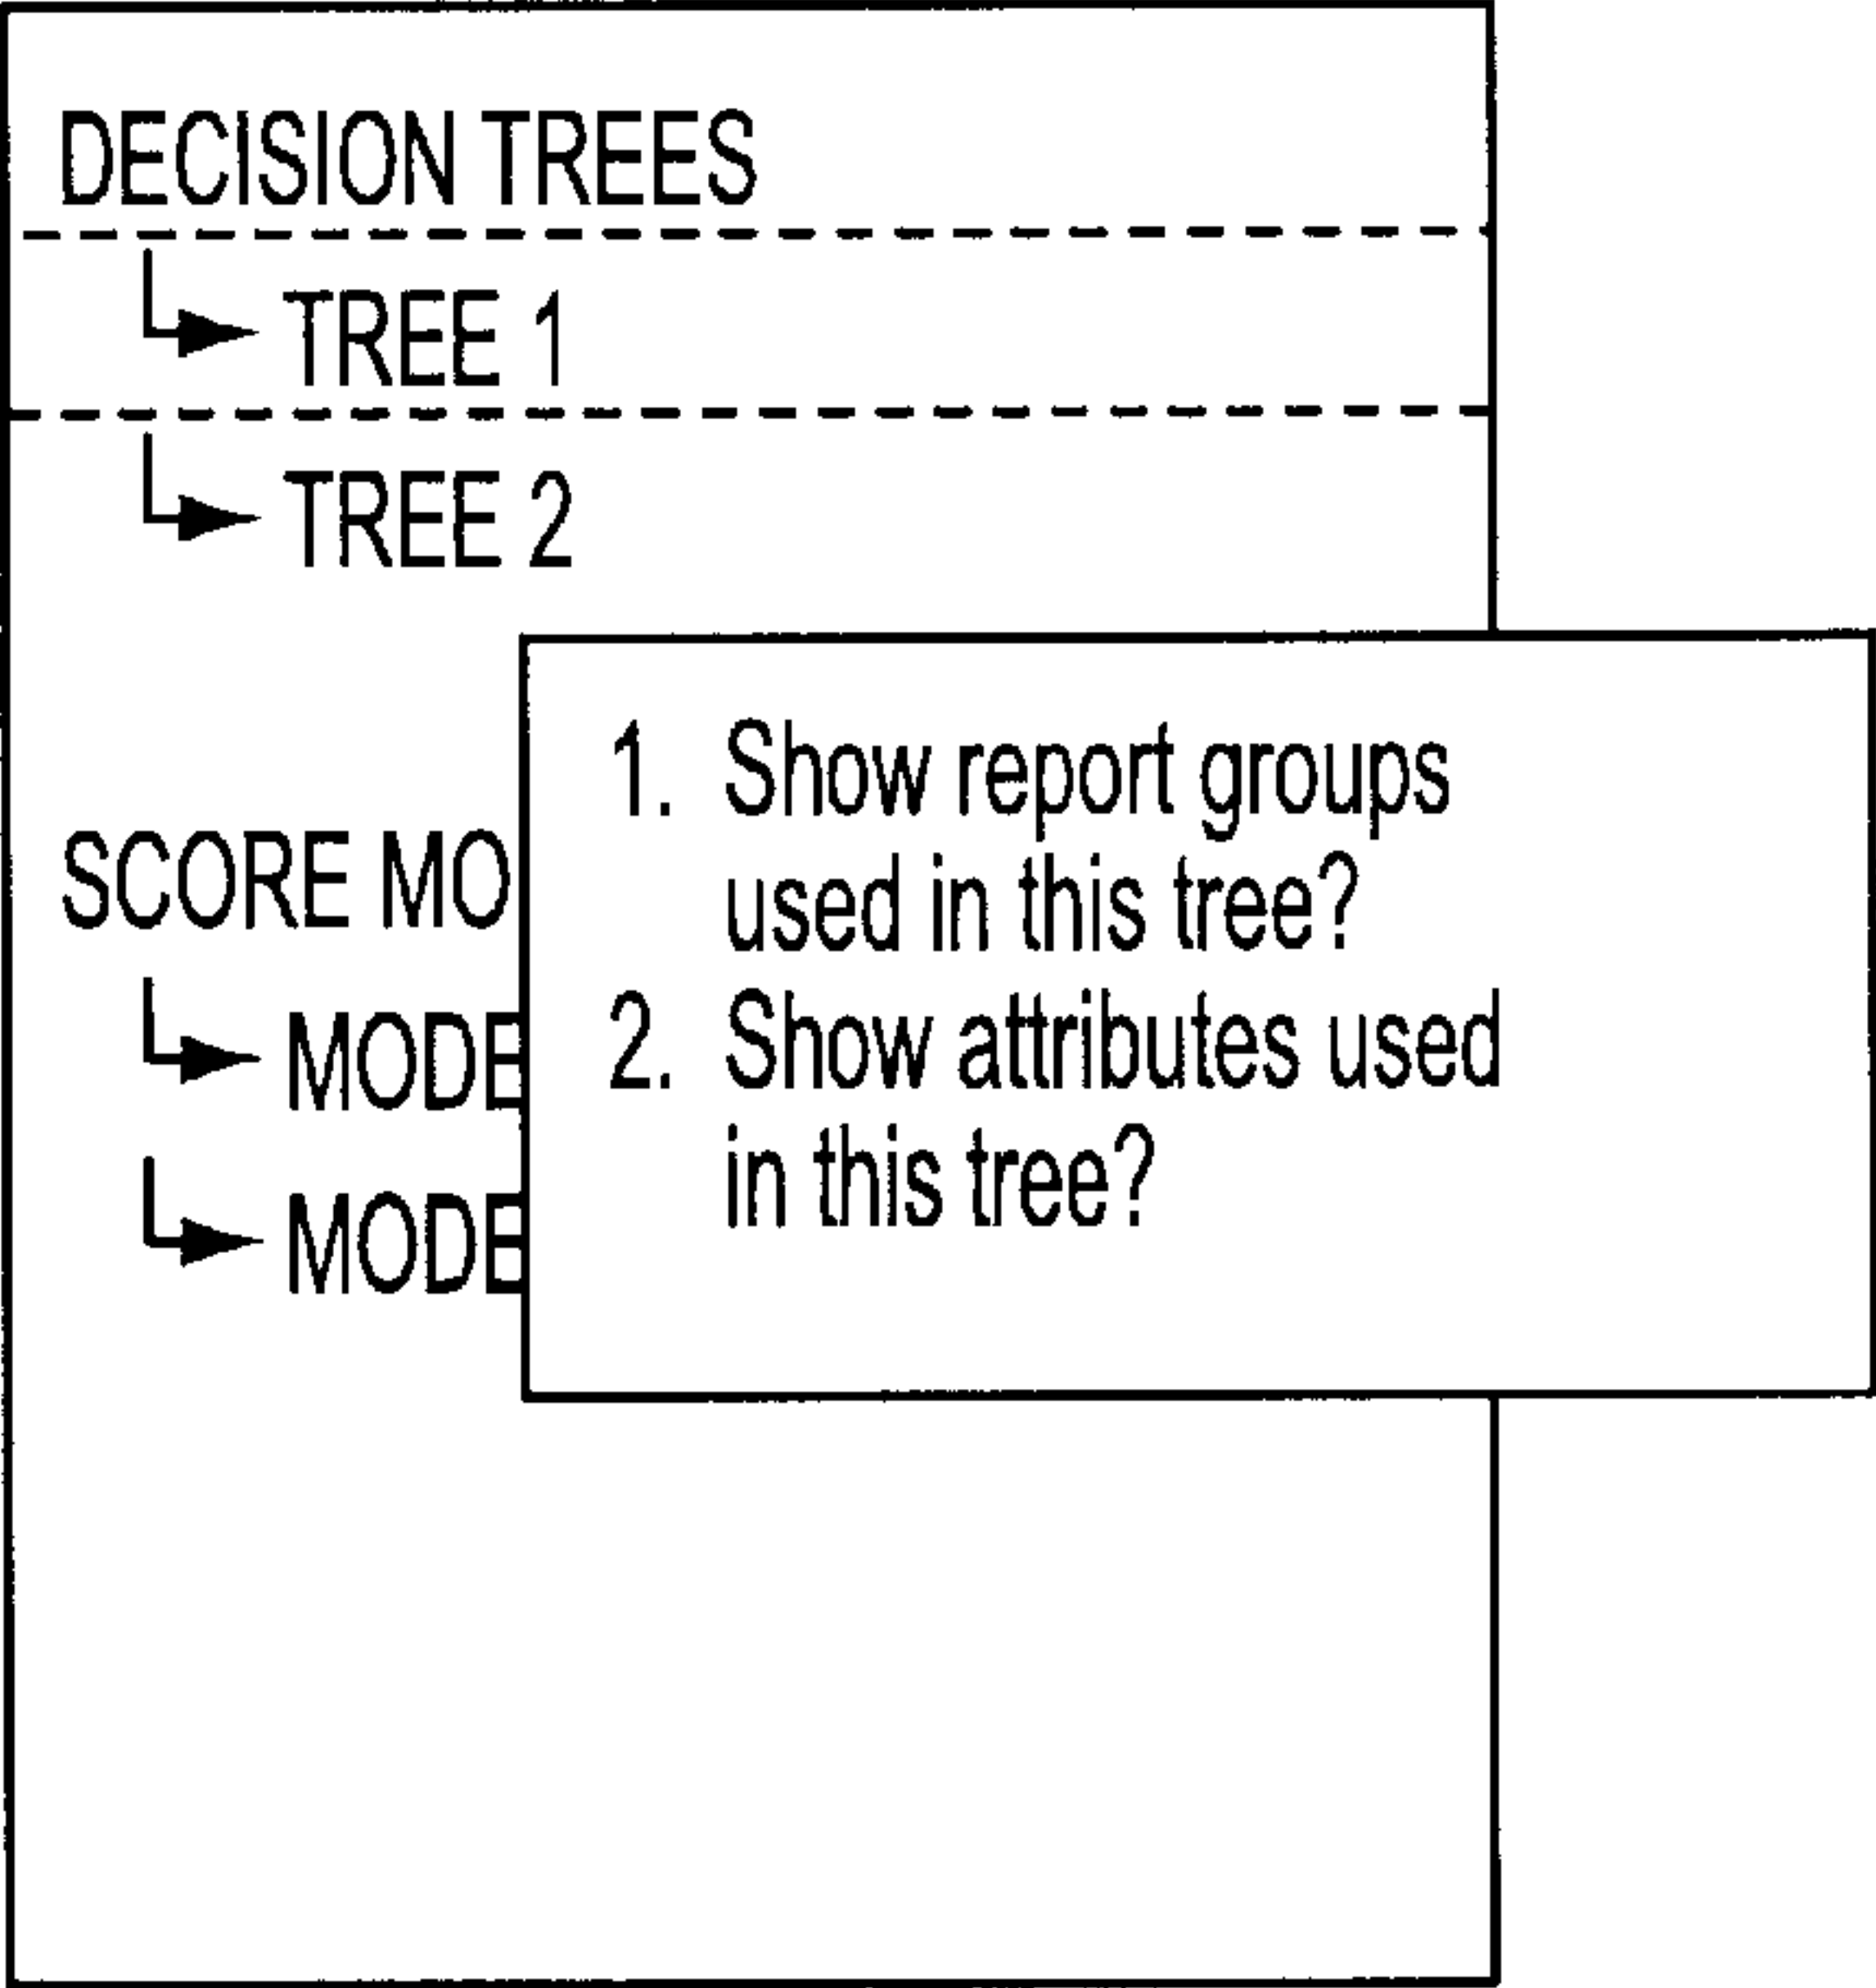 DECISION TREES
TREE 1
TREE 2
SCORE MO
MODE
MODE
1. Show report groups
used in this tree?
2. Show attributes used
in this tree?